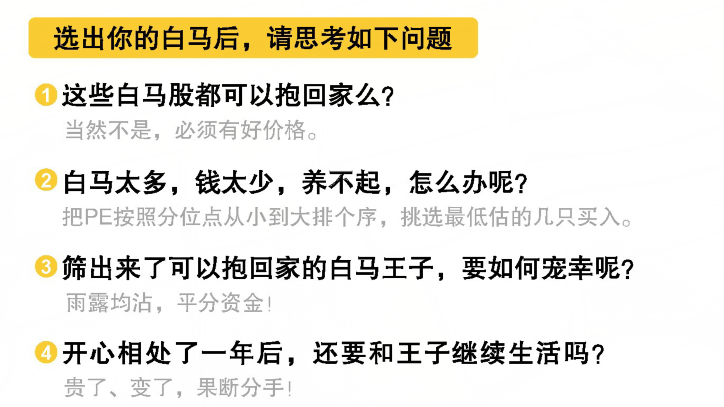 选出你的白马后，请思考如下问题
1 这些白马股都可以抱回家么？
当然不是，必须有好价格。
2 白马太多，钱太少，养不起，怎么办呢？
把PE按照分位点从小到大排个序，挑选最低估的几只买入。
3 筛出来了可以抱回家的白马王子，要如何宠幸呢？
雨露均沾，平分资金！
4 开心相处了一年后，还要和王子继续生活吗？
贵了、变了，果断分手！